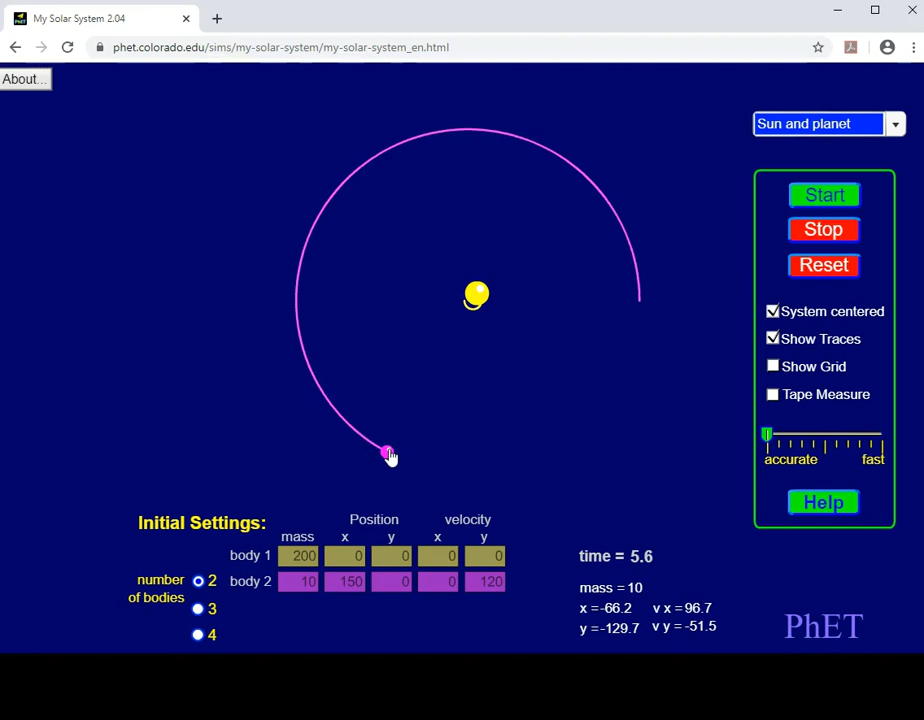 My Solar System 2.04
phet.colorado.edu/sims/my-solar-system/my-solar-system_en.html
About...
Sun and planet
Start
Stop
Reset
System centered
Show Traces
Show Grid
Tape Measure
accurate fast
Help
Initial Settings:
Position velocity
mass x y x y
body 1 200 0 0 0 0
body 2 10 150 0 0 120
number
of bodies
2
3
4
time = 5.6
mass = 10
x =-66.2 v x = 96.7
y =-129.7 v y = -51.5
PhET